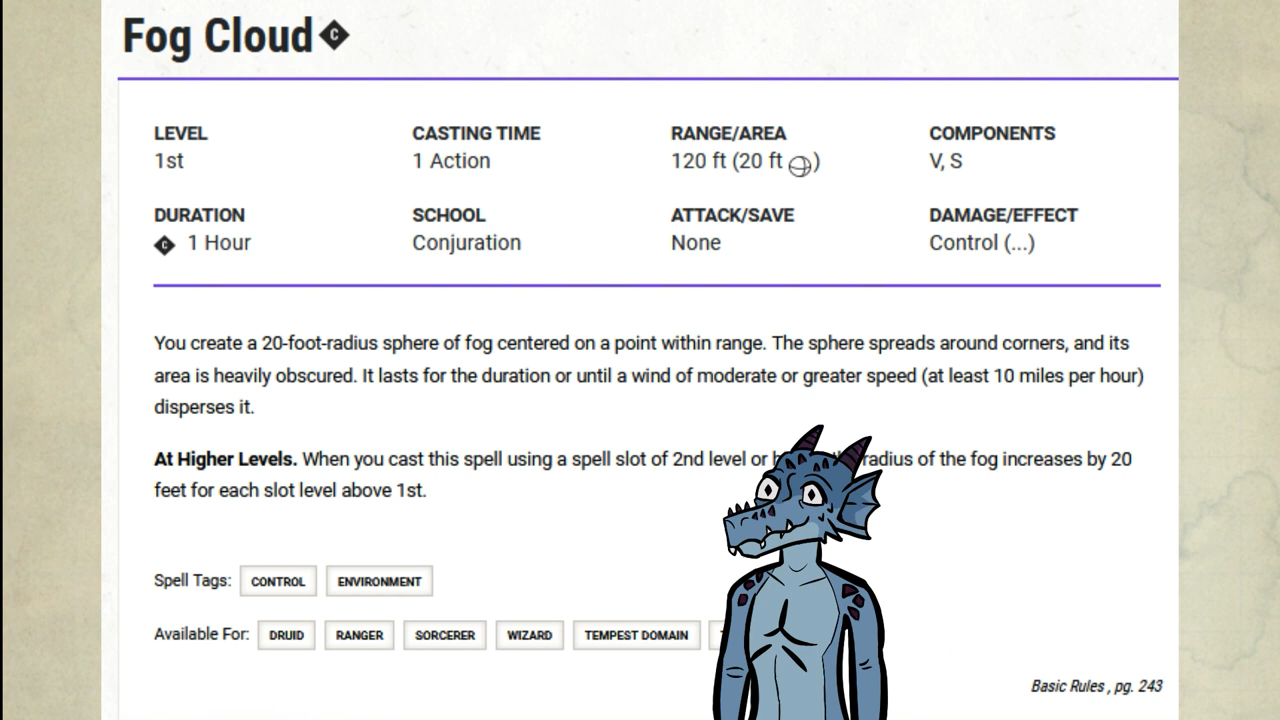 Fog Cloud C
LEVEL CASTING TIME RANGE/AREA COMPONENTS
1st 1 Action 120 ft (20 ft ) V, S
DURATION SCHOOL ATTACK/SAVE DAMAGE/EFFECT
C 1 Hour Conjuration None Control (...)
You create a 20-foot-radius sphere of fog centered on a point within range. The sphere spreads around corners, and its
area is heavily obscured. It lasts for the duration or until a wind of moderate or greater speed (at least 10 miles per hour)
disperses it.
At Higher Levels. When you cast this spell using a spell slot of 2nd level or radius of the fog increases by 20
feet for each slot level above 1st.
Spell Tags: CONTROL ENVIRONMENT
Available For: DRUID RANGER SORCERER WIZARD TEMPEST DOMAIN
Basic Rules , pg. 243